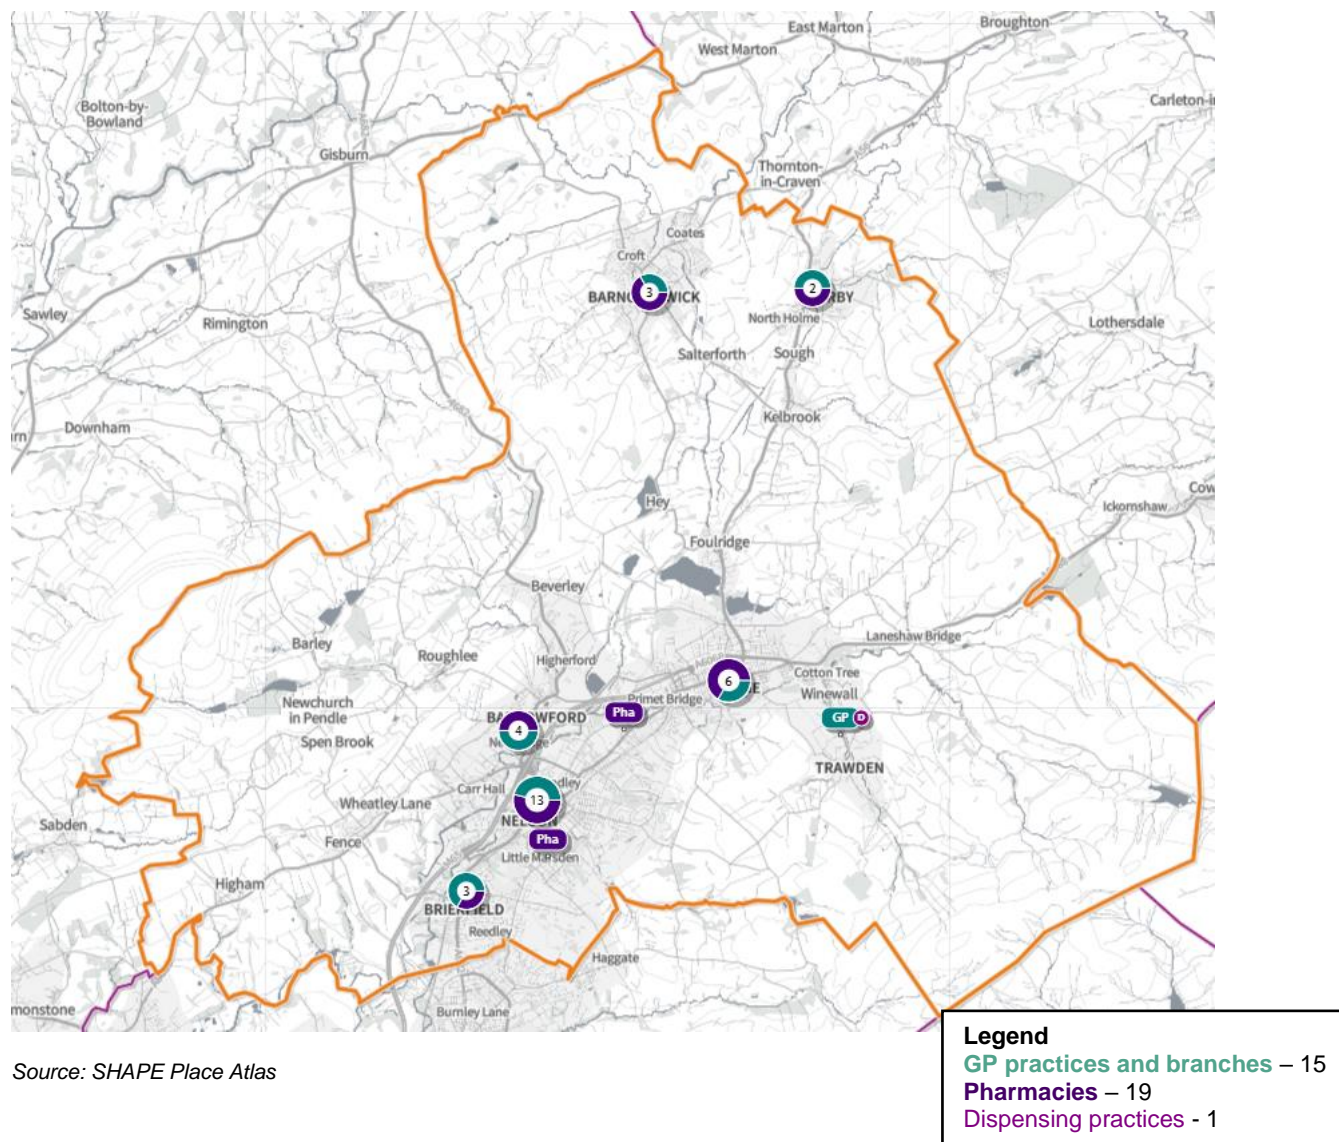 Broughton
East Marton
West Marton
A59
Bolton-by-
Bowland
Carleton-i
Gisburn
Thornton-
in-Craven
Coates
Croft
3
2
Sawley
Rimington
North Holme
Lothersdale
Salterforth
Sough
Kelbrook
Downham
Hey
Ickornshaw
Cow
Foulridge
Beverley
Laneshaw Bridge
Barley
Roughlee
Higherford
Cotton Tree
6
Winewall
Primet Bridge
Newchurch
in Pendle
Pha
GP D
4
Spen Brook
TRAWDEN
Carr Hall
Wheatley Lane
13
Sabden
Pha
Fence
Little Marsden
Higham
3
Reedley
Haggate
monstone
Burnley Lane
Source: SHAPE Place Atlas
Legend
GP practices and branches – 15
Pharmacies – 19
Dispensing practices - 1